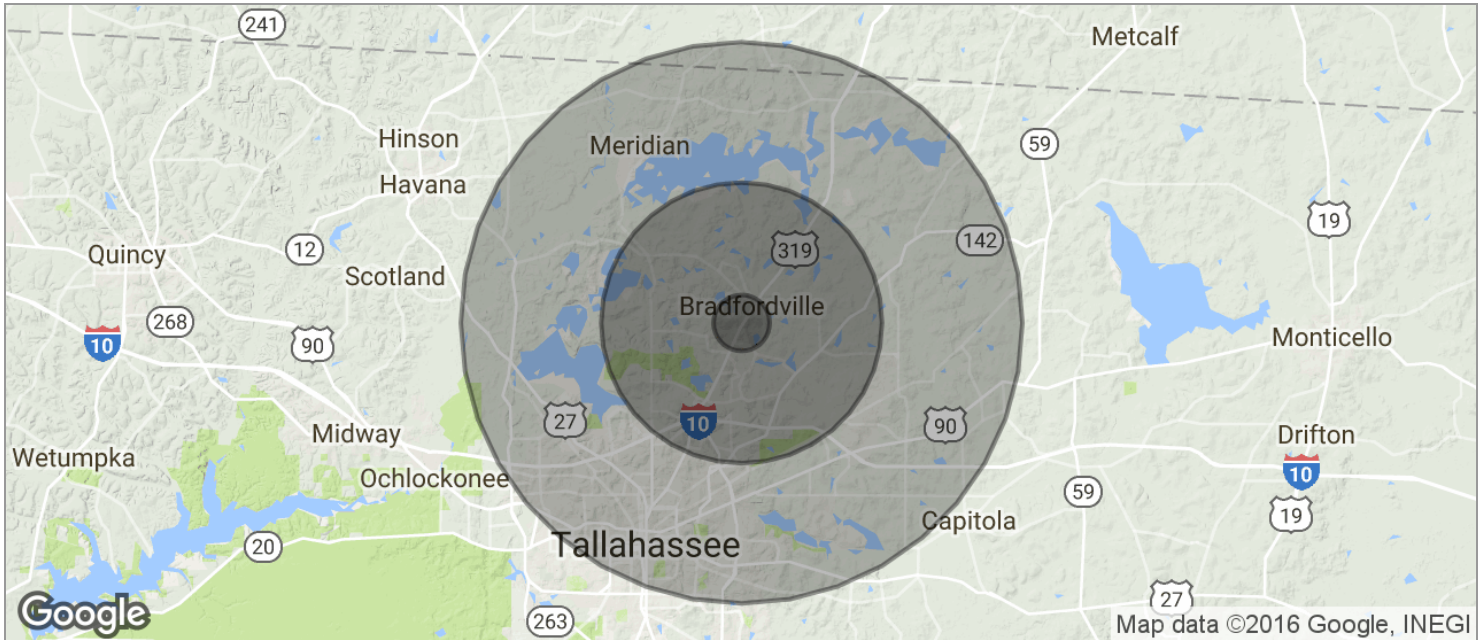 241
Metcalf
Hinson
Meridian
59
Havana
19
Quincy
12
319
142
Scotland
Bradfordville
268
10
90
Monticello
27
10
90
Midway
Drifton
Wetumpka
Ochlockonee
10
59
19
Capitola
20
Tallahassee
27
263
Google
Map data ©2016 Google, INEGI